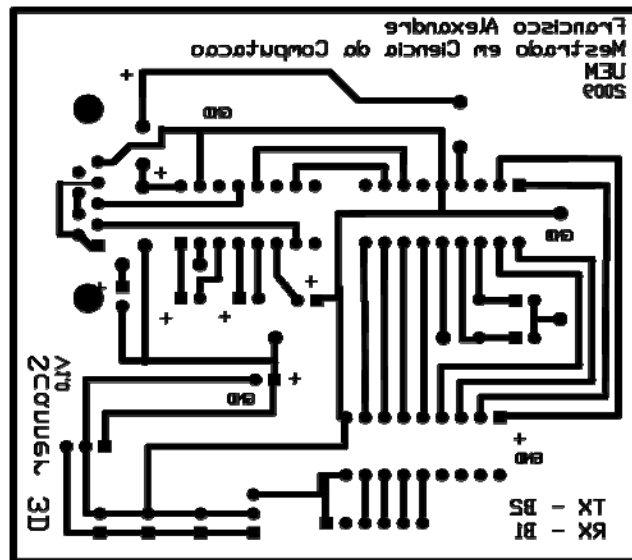 Francisco Alexandre
Mestrado em Ciencia da Computacao
UEM
2009
+
GND
+
GND
+
+
+
+
V1.0
Scanner 3D
+
GND
+
GND
TX - B2
RX - B1